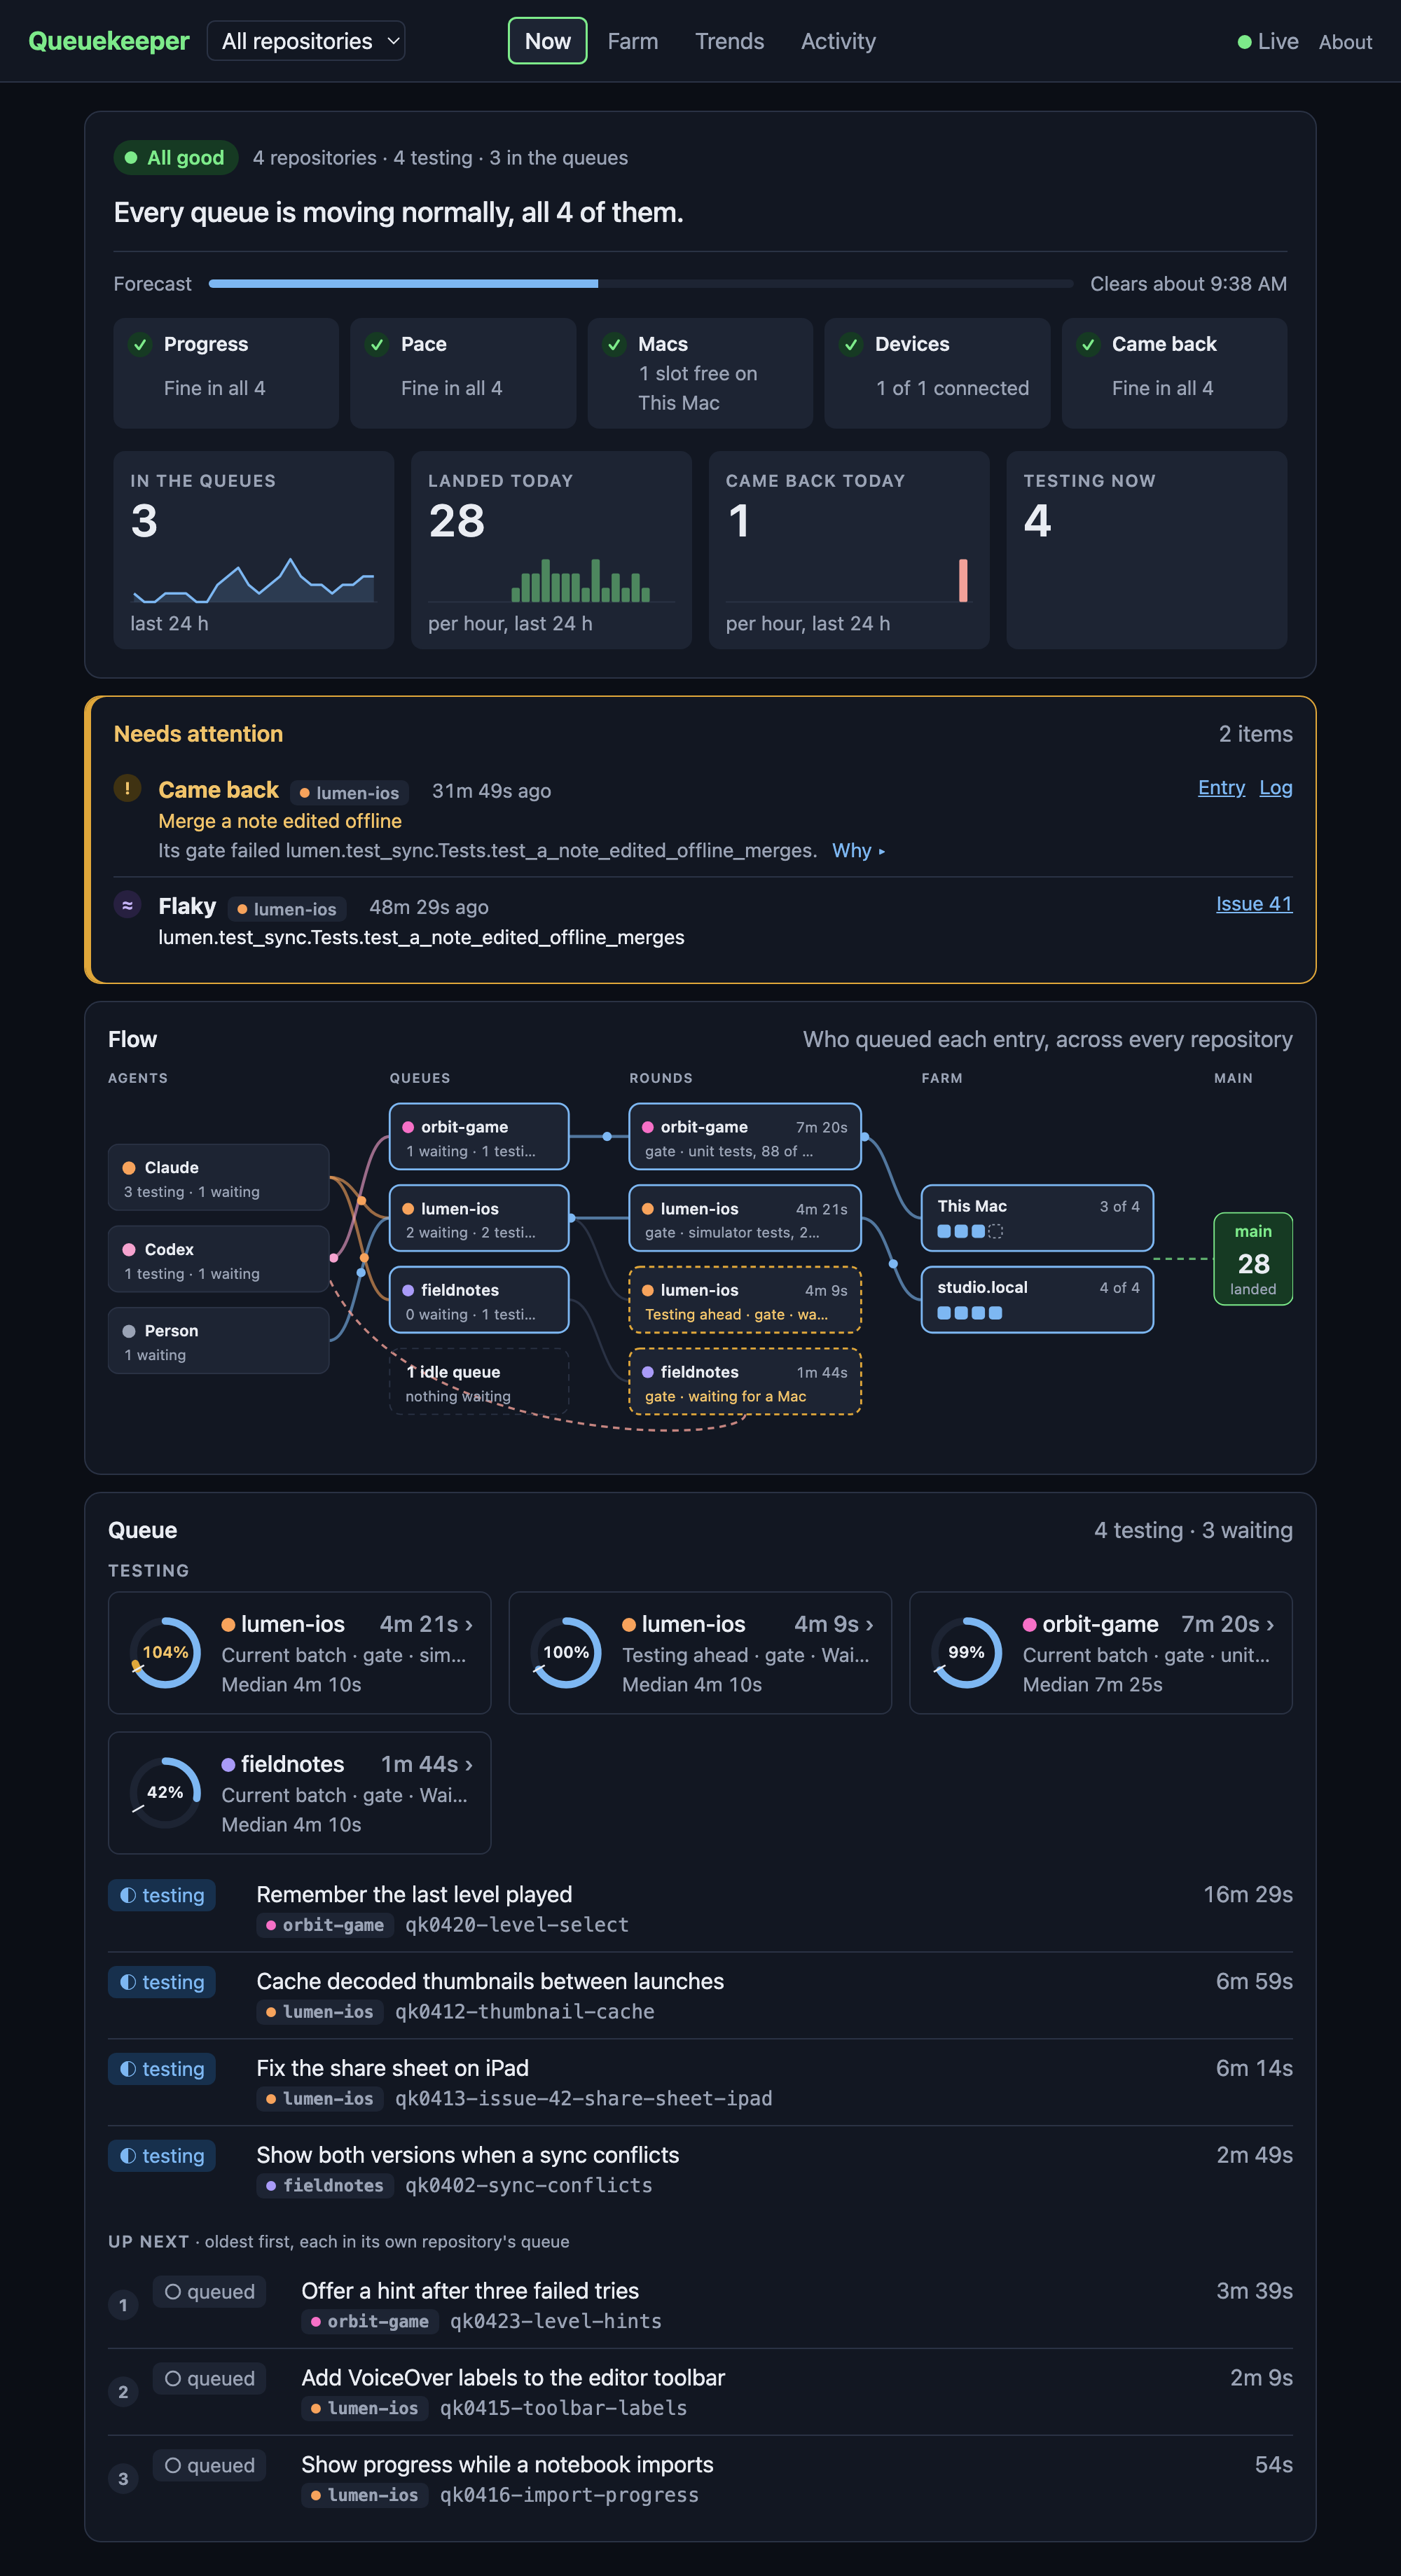 Queuekeeper
All repositories
Now
Farm
Trends
Activity
Live
About
All good
4 repositories · 4 testing · 3 in the queues
Every queue is moving normally, all 4 of them.
Forecast
Clears about 9:38 AM
Progress
Fine in all 4
Pace
Fine in all 4
Macs
1 slot free on
This Mac
Devices
1 of 1 connected
Came back
Fine in all 4
IN THE QUEUES
3
last 24 h
LANDED TODAY
28
per hour, last 24 h
CAME BACK TODAY
1
per hour, last 24 h
TESTING NOW
4
Needs attention
2 items
! Came back lumen-ios 31m 49s ago
Entry Log
Merge a note edited offline
Its gate failed lumen.test_sync.Tests.test_a_note_edited_offline_merges. Why ▸
≈ Flaky lumen-ios 48m 29s ago
Issue 41
lumen.test_sync.Tests.test_a_note_edited_offline_merges
Flow
Who queued each entry, across every repository
AGENTS
QUEUES
ROUNDS
FARM
MAIN
Claude
3 testing · 1 waiting
Codex
1 testing · 1 waiting
Person
1 waiting
orbit-game
1 waiting · 1 testi…
lumen-ios
2 waiting · 2 testi…
fieldnotes
0 waiting · 1 testi…
1 idle queue
nothing waiting
orbit-game 7m 20s
gate · unit tests, 88 of …
lumen-ios 4m 21s
gate · simulator tests, 2…
lumen-ios 4m 9s
Testing ahead · gate · wa…
fieldnotes 1m 44s
gate · waiting for a Mac
This Mac 3 of 4
studio.local 4 of 4
main
28
landed
Queue
4 testing · 3 waiting
TESTING
104%
lumen-ios 4m 21s ›
Current batch · gate · sim…
Median 4m 10s
100%
lumen-ios 4m 9s ›
Testing ahead · gate · Wai…
Median 4m 10s
99%
orbit-game 7m 20s ›
Current batch · gate · unit…
Median 7m 25s
42%
fieldnotes 1m 44s ›
Current batch · gate · Wai…
Median 4m 10s
testing Remember the last level played 16m 29s
orbit-game qk0420-level-select
testing Cache decoded thumbnails between launches 6m 59s
lumen-ios qk0412-thumbnail-cache
testing Fix the share sheet on iPad 6m 14s
lumen-ios qk0413-issue-42-share-sheet-ipad
testing Show both versions when a sync conflicts 2m 49s
fieldnotes qk0402-sync-conflicts
UP NEXT · oldest first, each in its own repository's queue
1 queued Offer a hint after three failed tries 3m 39s
orbit-game qk0423-level-hints
2 queued Add VoiceOver labels to the editor toolbar 2m 9s
lumen-ios qk0415-toolbar-labels
3 queued Show progress while a notebook imports 54s
lumen-ios qk0416-import-progress